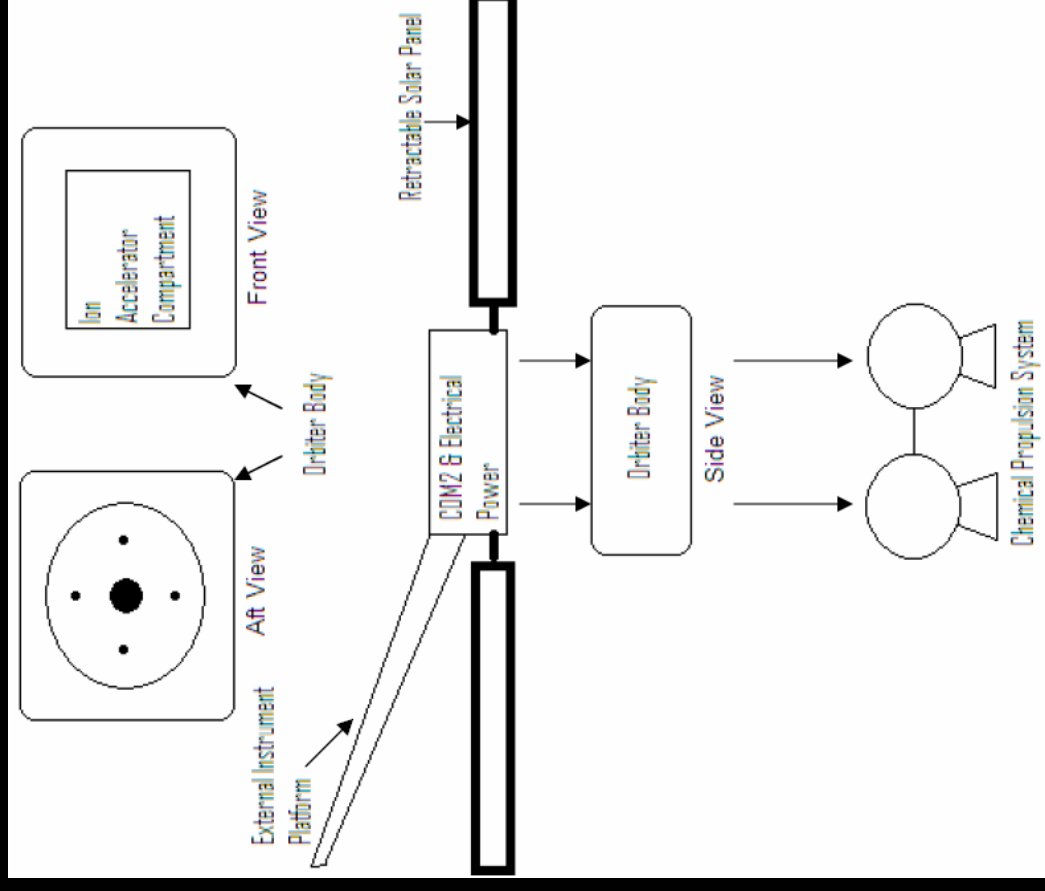 Retractable Solar Panel
Ion
Accelerator
Compartment
Front View
Orbiter Body
COM2 & Electrical
Power
Orbiter Body
Side View
Aft View
External Instrument
Platform
Chemical Propulsion System